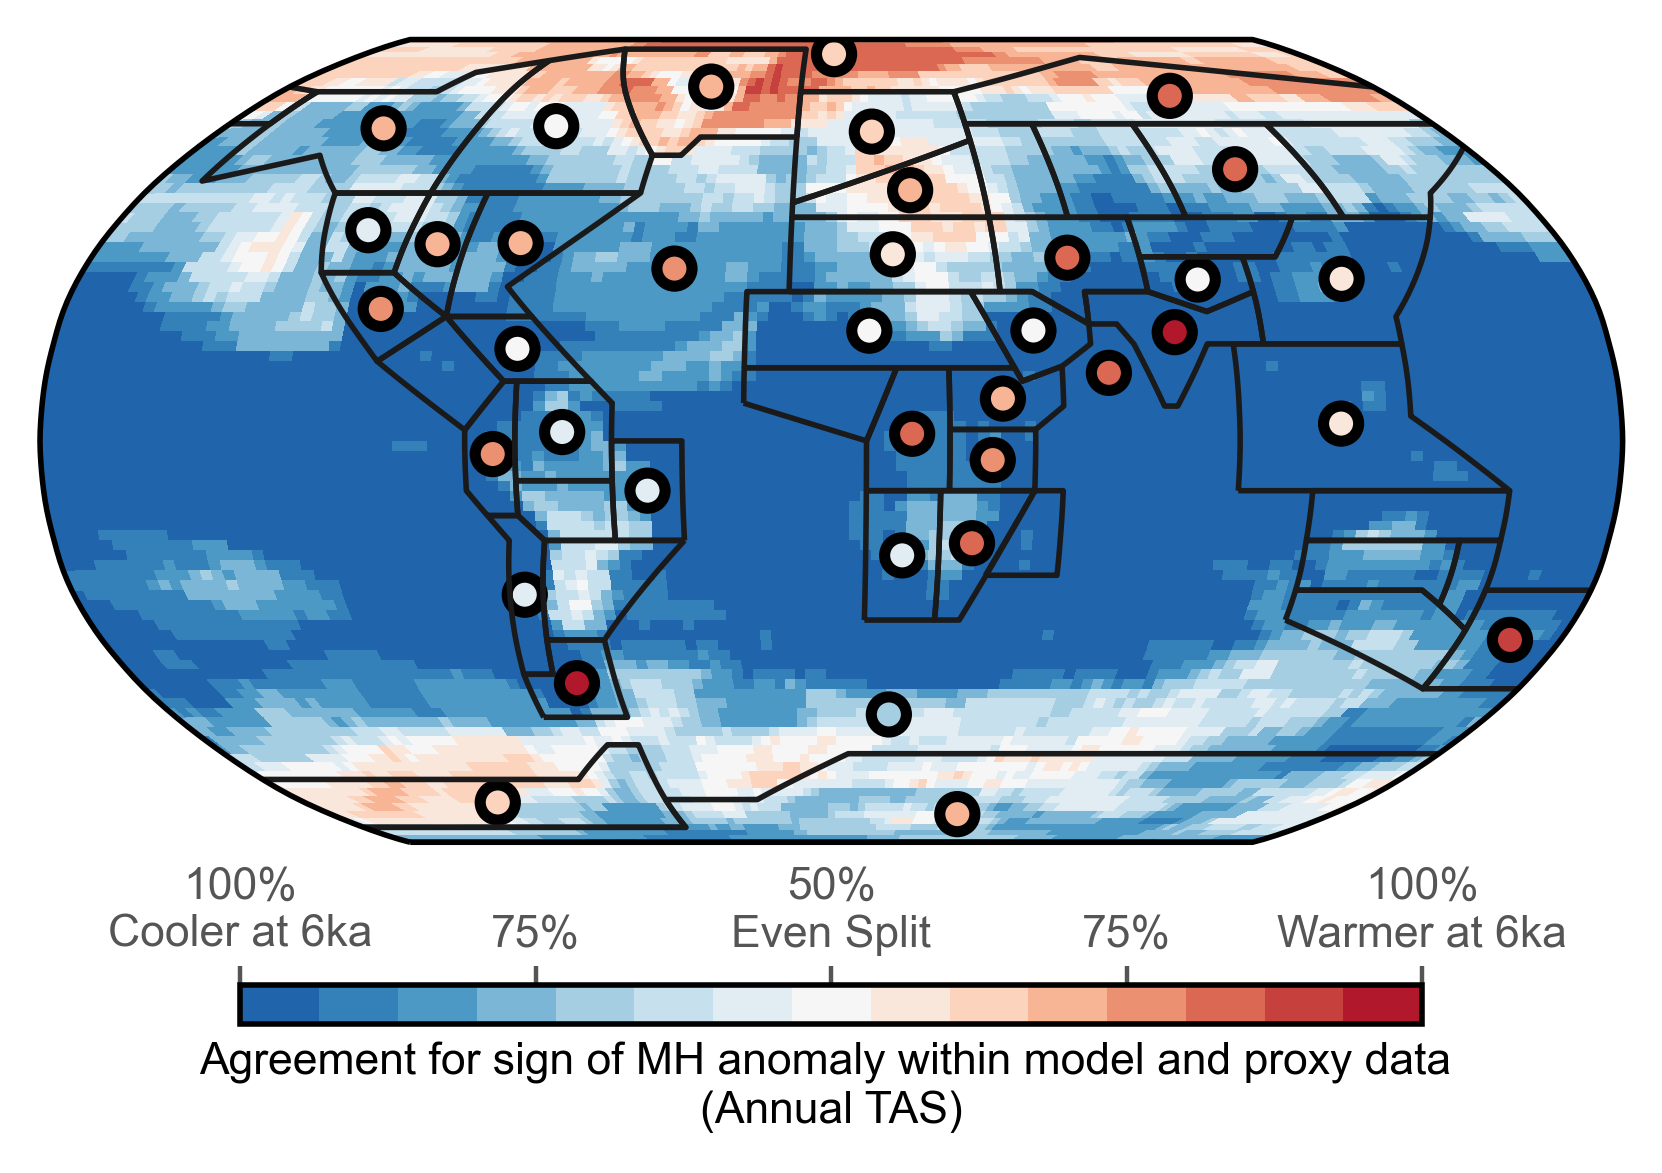 100% 50% 100%
Cooler at 6ka 75% Even Split 75% Warmer at 6ka
Agreement for sign of MH anomaly within model and proxy data
(Annual TAS)